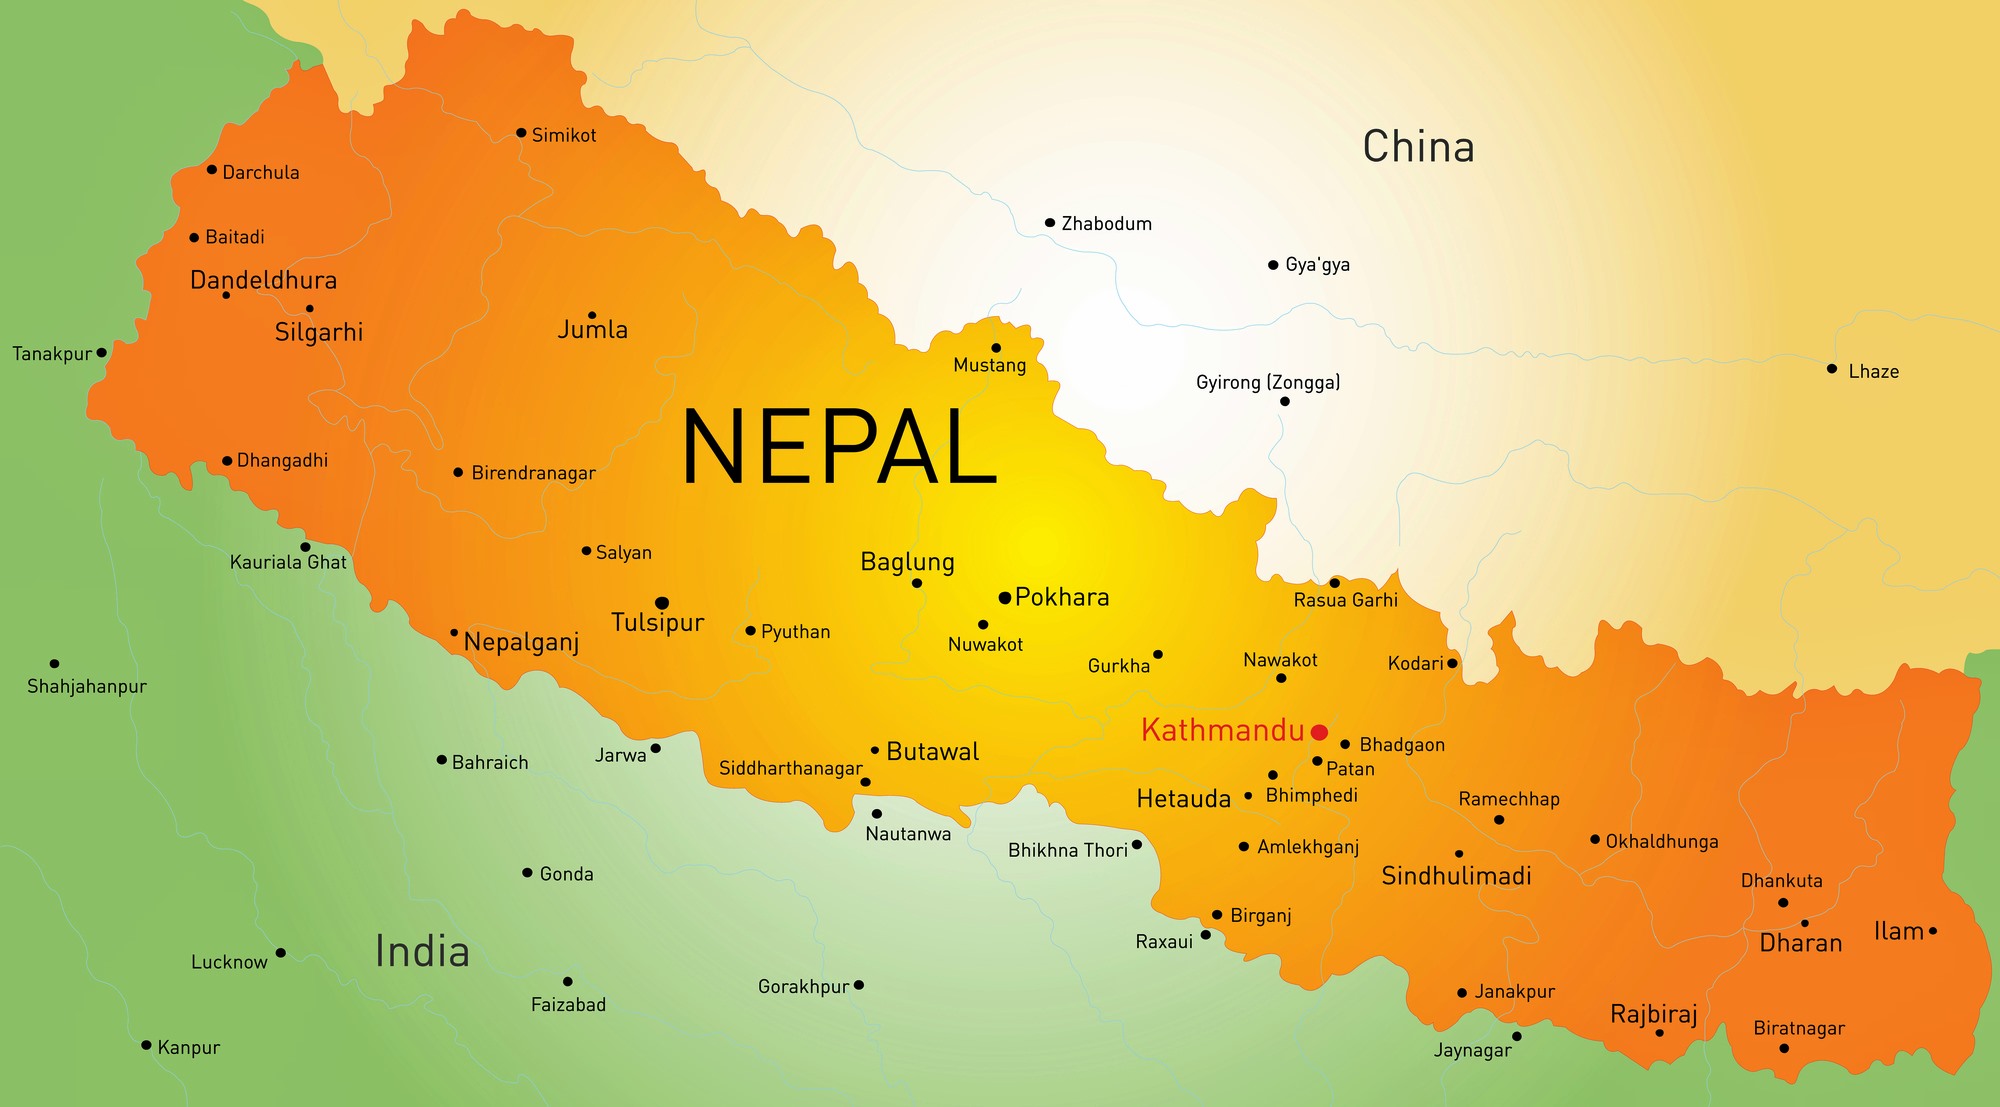 China
Simikot
Darchula
Zhabodum
Baitadi
Gya'gya
Dandeldhura
Silgarhi
Jumla
Tanakpur
Mustang
Lhaze
Gyirong (Zongga)
NEPAL
Dhangadhi
Birendranagar
Kauriala Ghat
Salyan
Baglung
Pokhara
Rasua Garhi
Tulsipur
Pyuthan
Nepalganj
Nuwakot
Gurkha
Nawakot
Kodari
Shahjahanpur
Kathmandu
Bhadgaon
Butawal
Jarwa
Bahraich
Siddharthanagar
Patan
Hetauda
Bhimphedi
Ramechhap
Nautanwa
Bhikhna Thori
Amlekhganj
Okhaldhunga
Gonda
Sindhulimadi
Dhankuta
Birganj
Ilam
Raxaui
Dharan
India
Lucknow
Gorakhpur
Janakpur
Faizabad
Rajbiraj
Biratnagar
Kanpur
Jaynagar